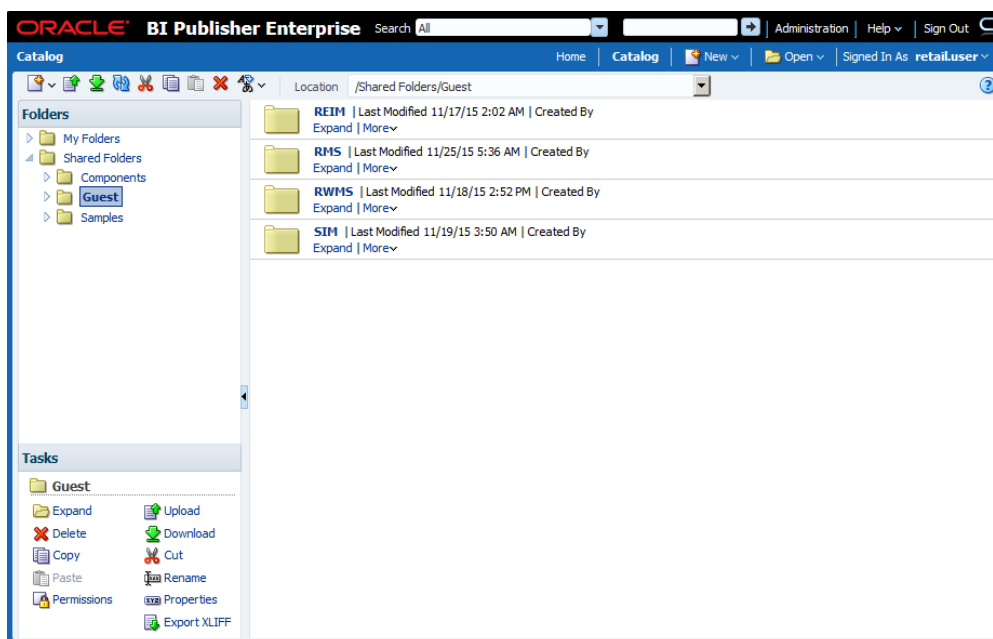 ORACLE BI Publisher Enterprise Search All Administration Help Sign Out
Catalog Home Catalog New Open Signed In As retail.user
Location /Shared Folders/Guest
Folders
My Folders
Shared Folders
Components
Guest
Samples
REIM | Last Modified 11/17/15 2:02 AM | Created By
Expand | More
RMS | Last Modified 11/25/15 5:36 AM | Created By
Expand | More
RWMS | Last Modified 11/18/15 2:52 PM | Created By
Expand | More
SIM | Last Modified 11/19/15 3:50 AM | Created By
Expand | More
Tasks
Guest
Expand Upload
Delete Download
Copy Cut
Paste Rename
Permissions Properties
Export XLIFF